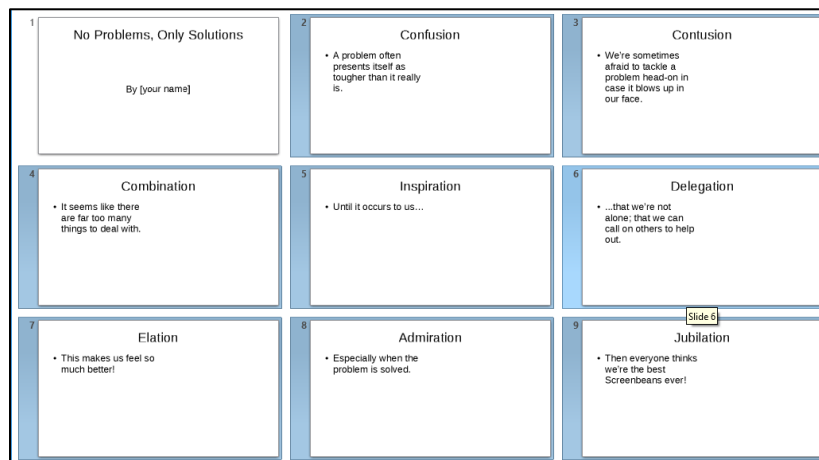 1
No Problems, Only Solutions
By [your name]
2
Confusion
• A problem often
presents itself as
tougher than it really
is.
3
Contusion
• We're sometimes
afraid to tackle a
problem head-on in
case it blows up in
our face.
4
Combination
• It seems like there
are far too many
things to deal with.
5
Inspiration
• Until it occurs to us…
6
Delegation
• ...that we're not
alone; that we can
call on others to help
out.
Slide 6
7
Elation
• This makes us feel so
much better!
8
Admiration
• Especially when the
problem is solved.
9
Jubilation
• Then everyone thinks
we're the best
Screenbeans ever!